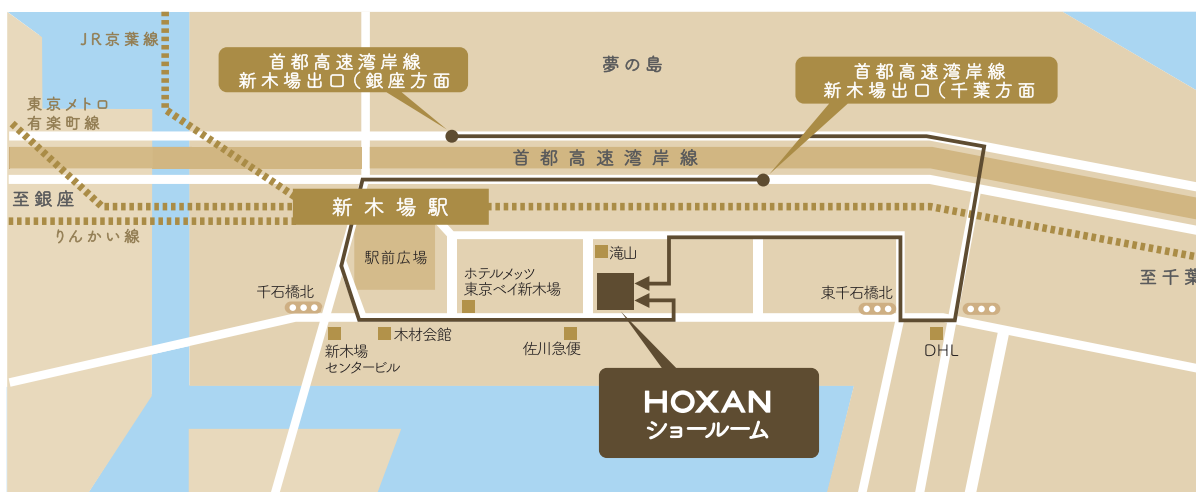 JR京葉線
首都高速湾岸線
新木場出口（銀座方面
夢の島
首都高速湾岸線
新木場出口（千葉方面
東京メトロ
有楽町線
首都高速湾岸線
至銀座
新木場駅
りんかい線
駅前広場
滝山
ホテルメッツ
東京ベイ新木場
至千葉
千石橋北
東千石橋北
新木場
センタービル
木材会館
佐川急便
DHL
HOXAN
ショールーム